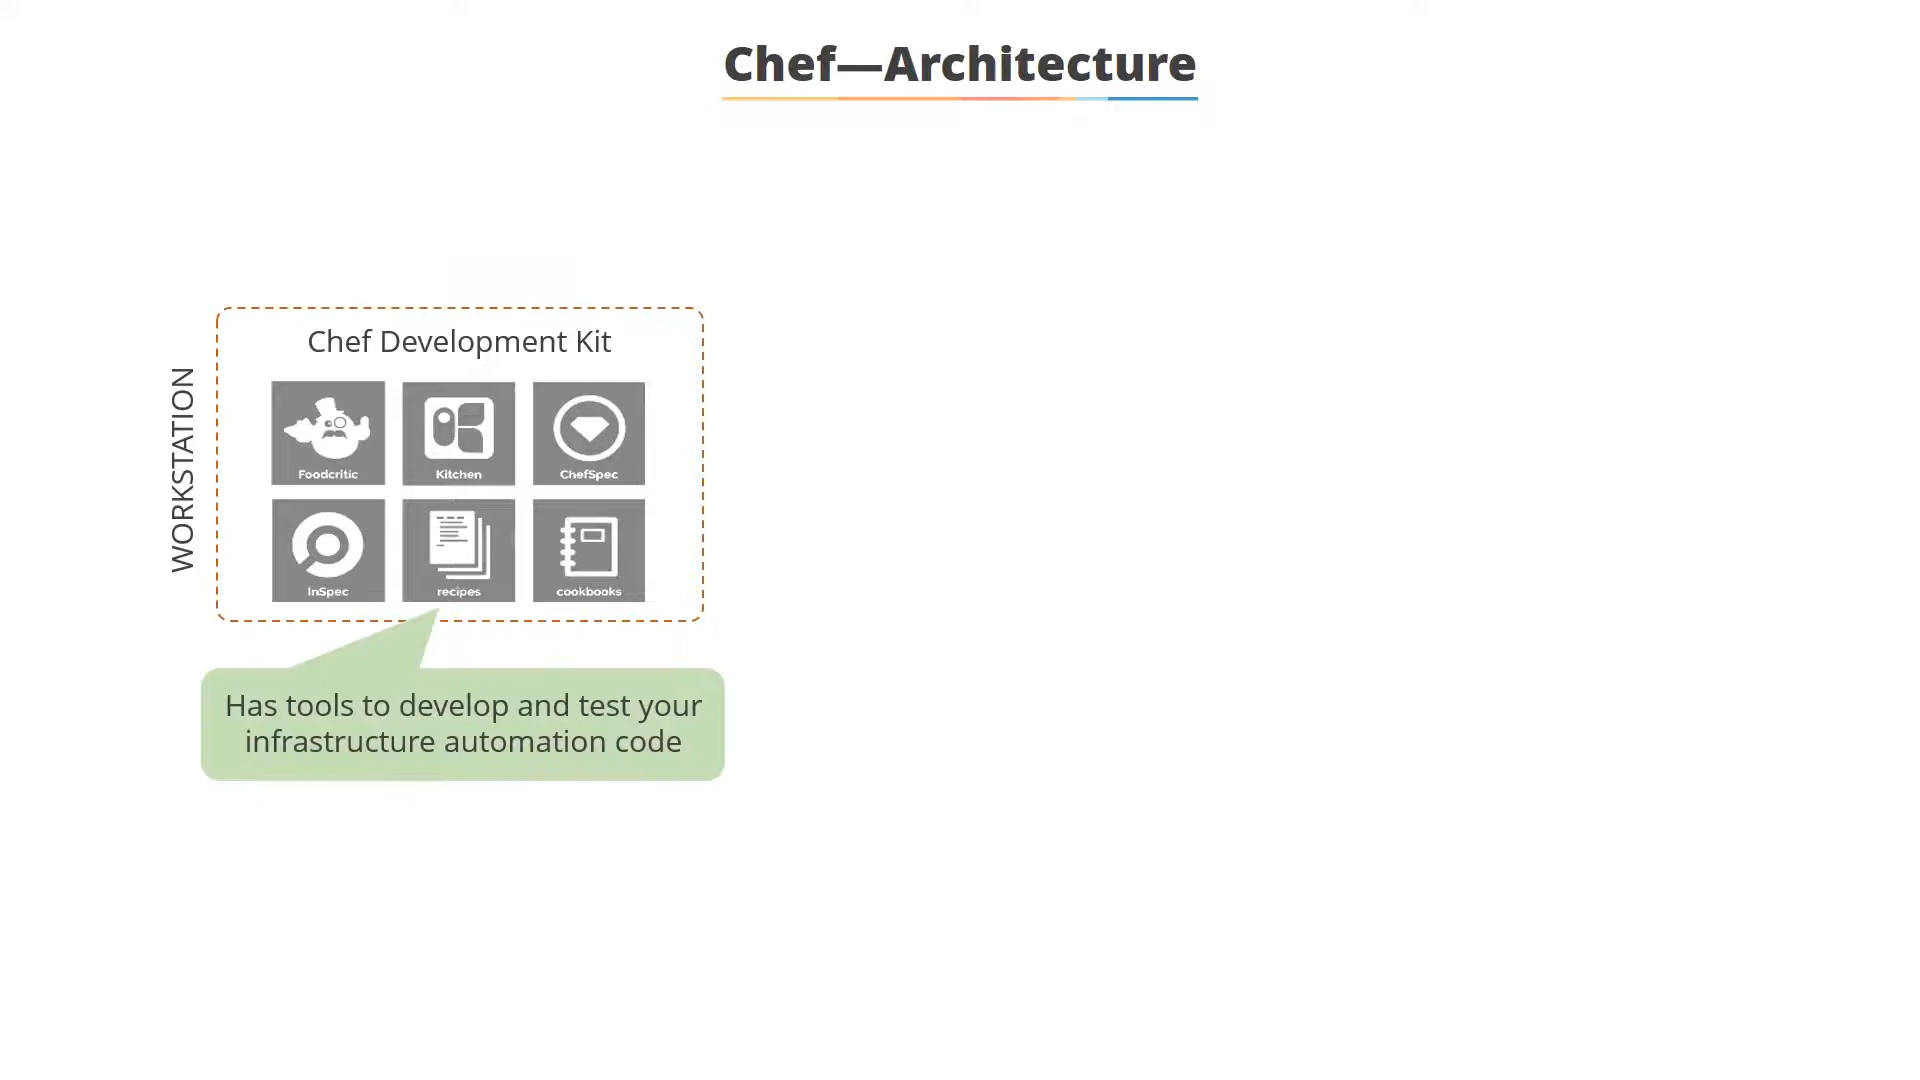 Chef—Architecture
WORKSTATION
Chef Development Kit
Foodcritic
Kitchen
ChefSpec
InSpec
recipes
cookbooks
Has tools to develop and test your
infrastructure automation code